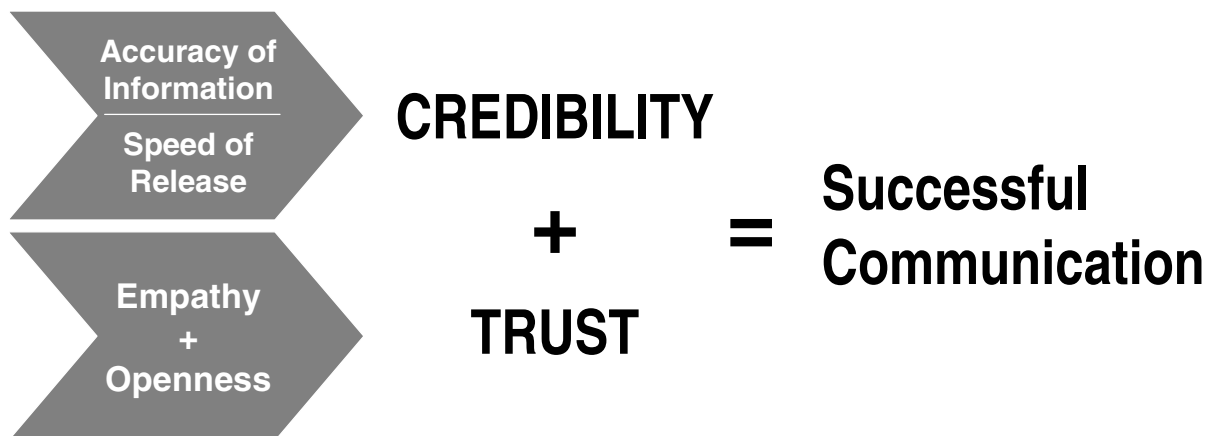 Accuracy of
Information
Speed of
Release
CREDIBILITY
+
TRUST
=
Successful
Communication
Empathy
+
Openness